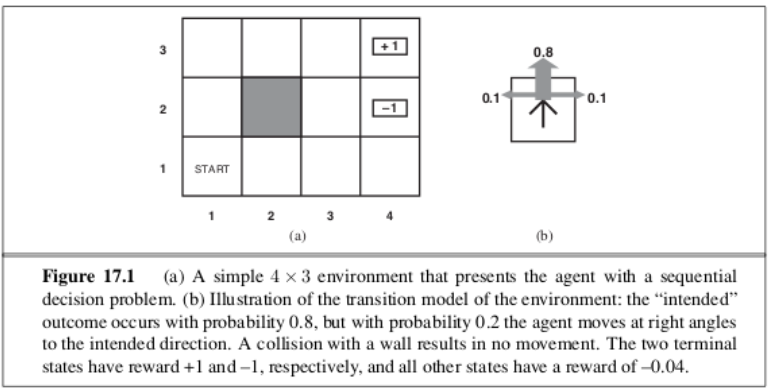 3
+1
0.8
2
-1
0.1
0.1
1
START
1 2 3 4
(a)
(b)
Figure 17.1 (a) A simple 4 × 3 environment that presents the agent with a sequential
decision problem. (b) Illustration of the transition model of the environment: the “intended”
outcome occurs with probability 0.8, but with probability 0.2 the agent moves at right angles
to the intended direction. A collision with a wall results in no movement. The two terminal
states have reward +1 and –1, respectively, and all other states have a reward of –0.04.